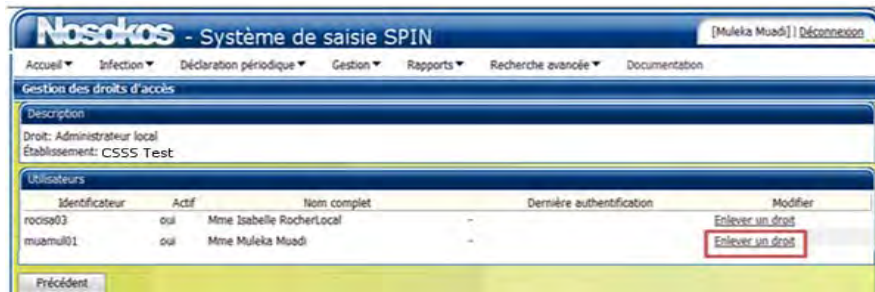 Nosokos - Système de saisie SPIN
[Muleka Muadi] | Déconnexion
Accueil Infection Déclaration périodique Gestion Rapports Recherche avancée Documentation
Gestion des droits d'accès
Description
Droit: Administrateur local
Établissement: CSSS Test
Utilisateurs
Identificateur Actif Nom complet Dernière authentification Modifier
rocisa03 oui Mme Isabelle RocherLocal - Enlever un droit
muamul01 oui Mme Muleka Muadi - Enlever un droit
Précédent